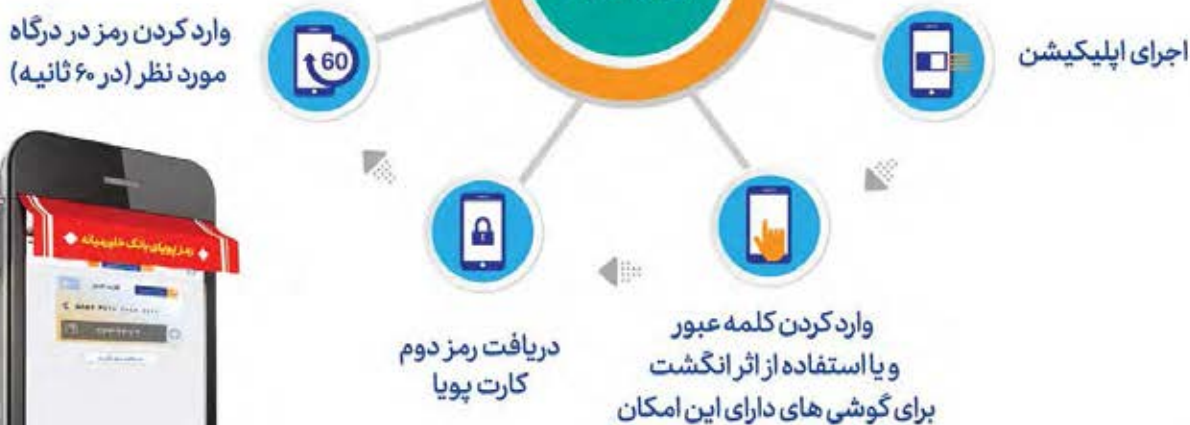 اجرای اپلیکیشن
وارد کردن کلمه عبور
و یا استفاده از اثر انگشت
برای گوشی های دارای این امکان
دریافت رمز دوم
کارت پویا
وارد کردن رمز در درگاه
مورد نظر (در ۶۰ ثانیه)
60
رمز پویای بانک خاورمیانه